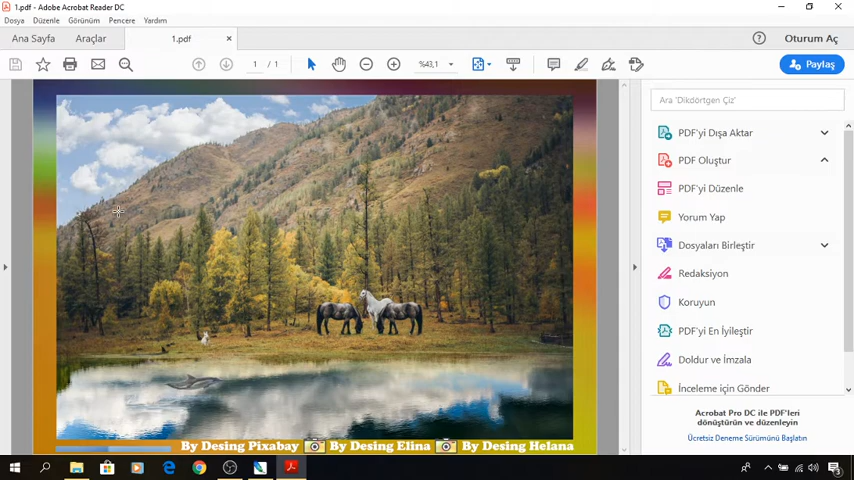 1.pdf - Adobe Acrobat Reader DC
Dosya Düzenle Görünüm Pencere Yardım
Ana Sayfa Araçlar 1.pdf Oturum Aç
1 / 1 %43,1 Paylaş
Ara 'Dikdörtgen Çiz'
PDF'yi Dışa Aktar
PDF Oluştur
PDF'yi Düzenle
Yorum Yap
Dosyaları Birleştir
Redaksiyon
Koruyun
PDF'yi En İyileştir
Doldur ve İmzala
İnceleme için Gönder
Acrobat Pro DC ile PDF'leri
dönüştürün ve düzenleyin
Ücretsiz Deneme Sürümünü Başlatın
By Desing Pixabay By Desing Elina By Desing Helana
3